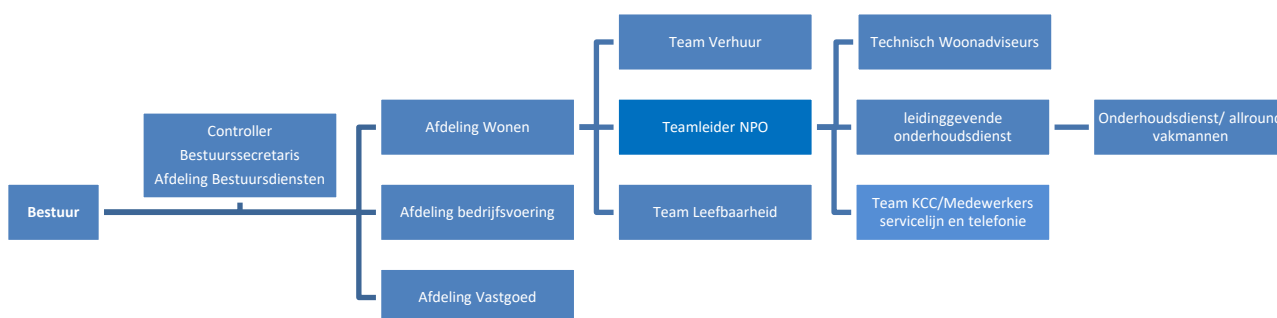 Team Verhuur
Technisch Woonadviseurs
Controller
Bestuurssecretaris
Afdeling Bestuursdiensten
Afdeling Wonen
Teamleider NPO
leidinggevende
onderhoudsdienst
Onderhoudsdienst/ allround
vakmannen
Bestuur
Afdeling bedrijfsvoering
Team Leefbaarheid
Team KCC/Medewerkers
servicelijn en telefonie
Afdeling Vastgoed